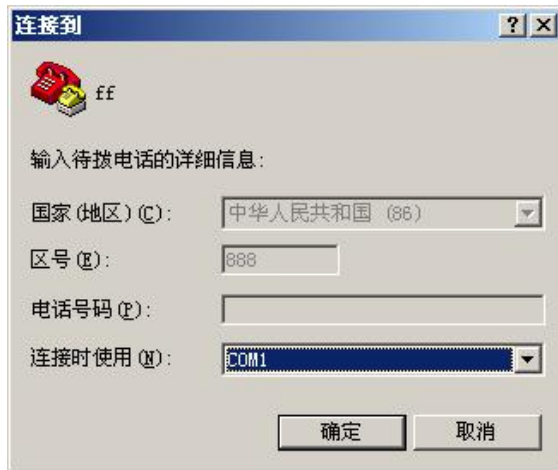 连接到
ff
输入待拨电话的详细信息:
国家(地区)(C): 中华人民共和国 (86)
区号(E): 888
电话号码(P):
连接时使用(N): COM1
确定 取消